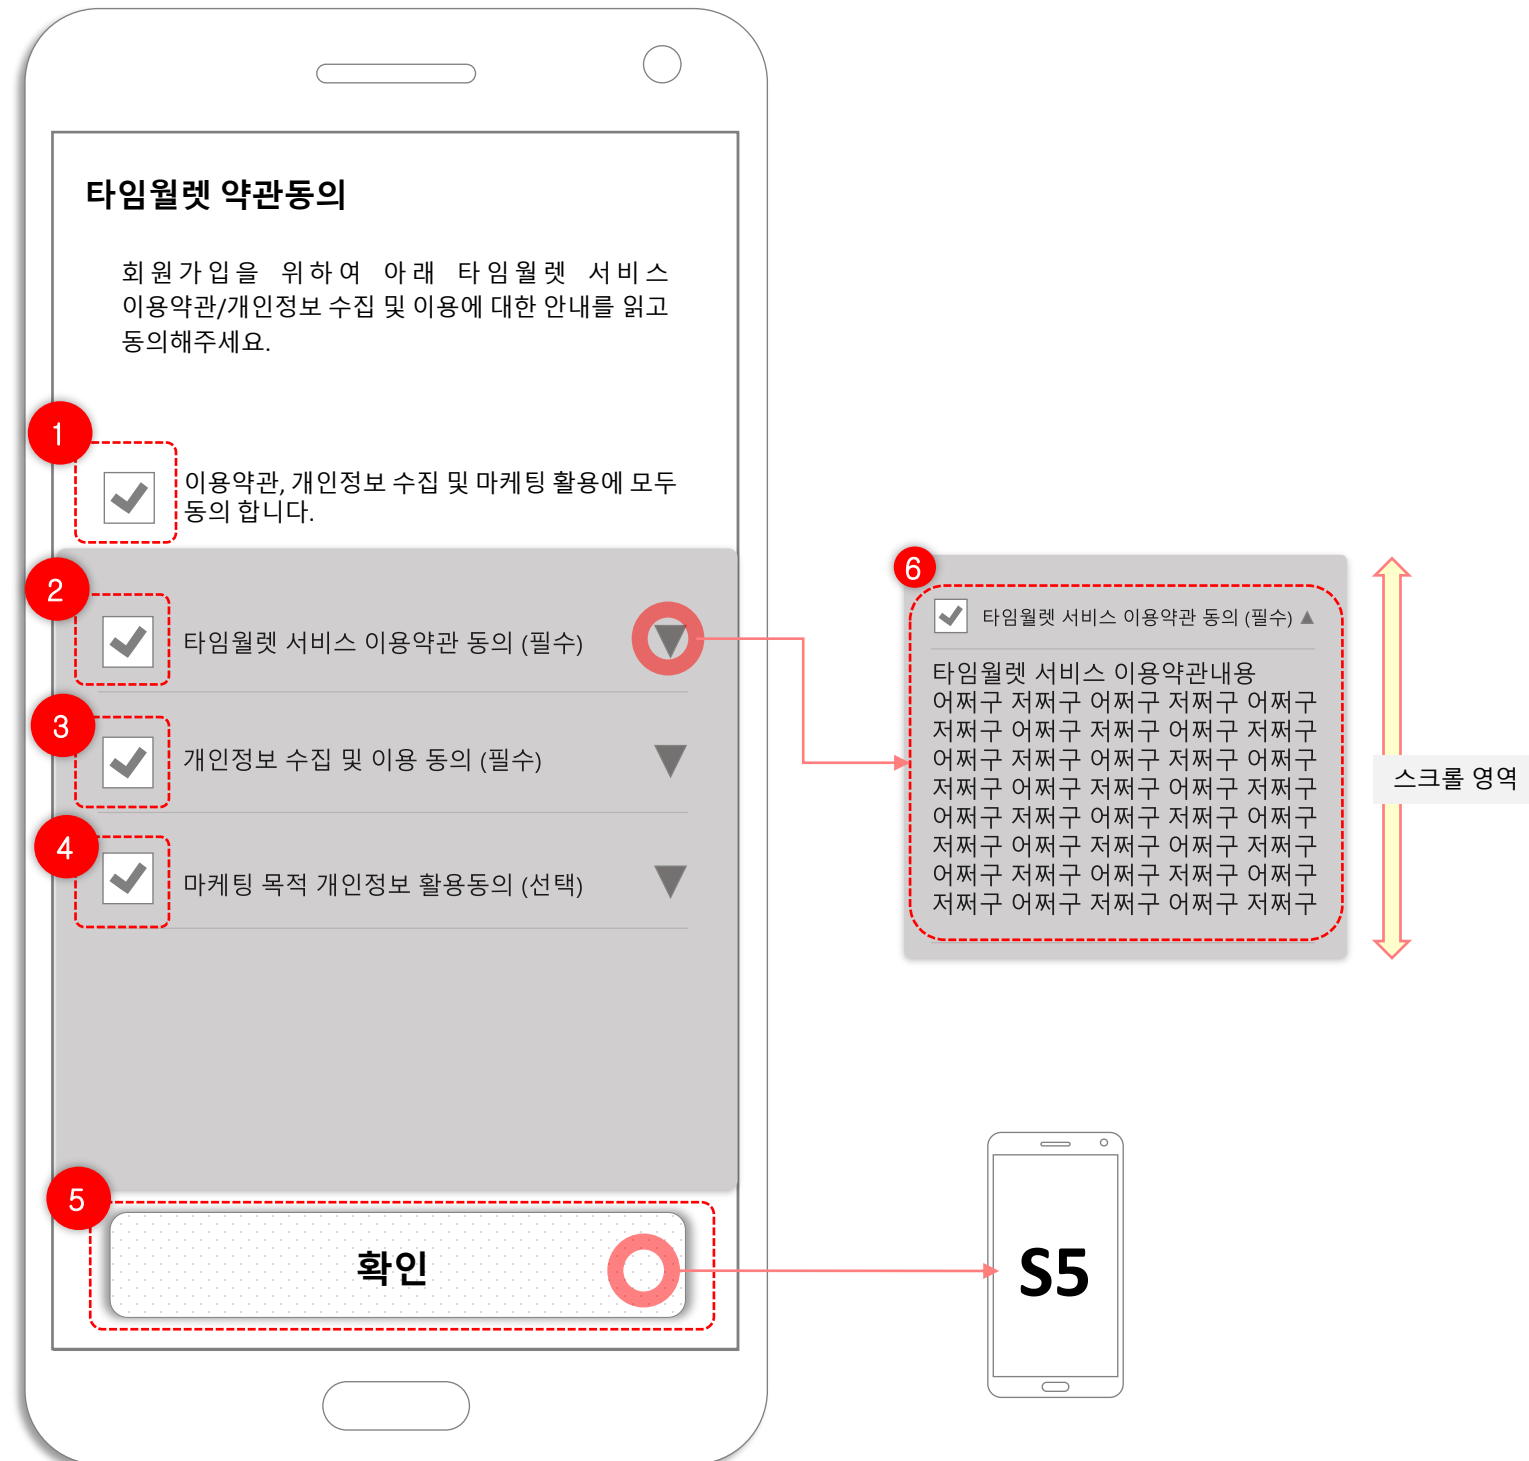 타임월렛 약관동의
회원가입을 위하여 아래 타임월렛 서비스
이용약관/개인정보 수집 및 이용에 대한 안내를 읽고
동의해주세요.
1
이용약관, 개인정보 수집 및 마케팅 활용에 모두
동의 합니다.
2
타임월렛 서비스 이용약관 동의 (필수)
3
개인정보 수집 및 이용 동의 (필수)
4
마케팅 목적 개인정보 활용동의 (선택)
5
확인
6
타임월렛 서비스 이용약관 동의 (필수)
타임월렛 서비스 이용약관내용
어쩌구 저쩌구 어쩌구 저쩌구 어쩌구
저쩌구 어쩌구 저쩌구 어쩌구 저쩌구
어쩌구 저쩌구 어쩌구 저쩌구 어쩌구
저쩌구 어쩌구 저쩌구 어쩌구 저쩌구
어쩌구 저쩌구 어쩌구 저쩌구 어쩌구
저쩌구 어쩌구 저쩌구 어쩌구 저쩌구
어쩌구 저쩌구 어쩌구 저쩌구 어쩌구
저쩌구 어쩌구 저쩌구 어쩌구 저쩌구
스크롤 영역
S5